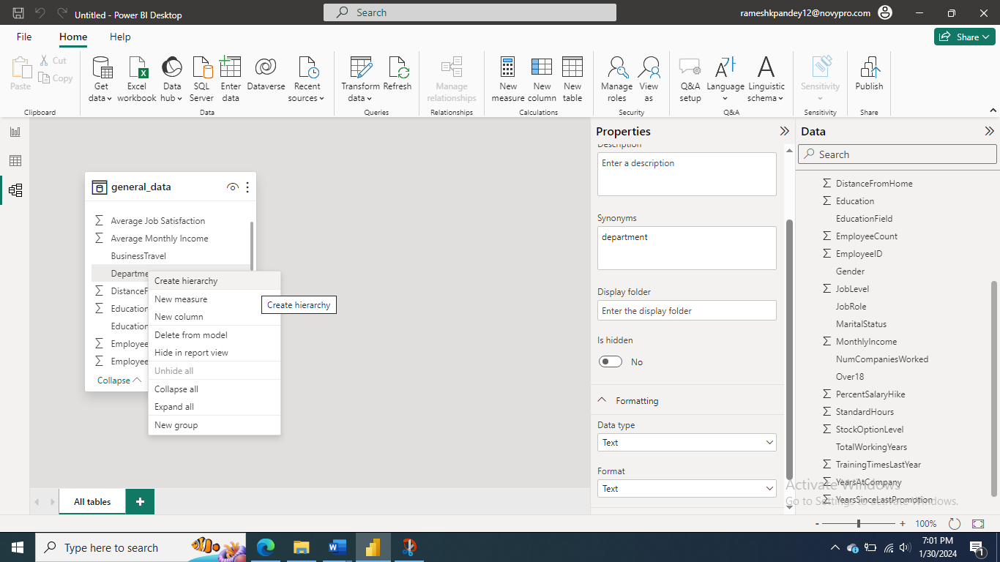 Untitled - Power BI Desktop
Search
rameshkpandey12@novypro.com
File
Home
Help
Share
Paste
Cut
Copy
Clipboard
Get data
Excel workbook
Data hub
SQL Server
Enter data
Dataverse
Recent sources
Data
Transform data
Refresh
Queries
Manage relationships
Relationships
New measure
New column
New table
Calculations
Manage roles
View as
Security
Q&A setup
Language
Linguistic schema
Q&A
Sensitivity
Sensitivity
Publish
Share
general_data
Average Job Satisfaction
Average Monthly Income
BusinessTravel
Departme
DistanceF
Education
Education
Employee
Employee
Collapse
Create hierarchy
New measure
New column
Delete from model
Hide in report view
Unhide all
Collapse all
Expand all
New group
Create hierarchy
All tables
Properties
Description
Enter a description
Synonyms
department
Display folder
Enter the display folder
Is hidden
No
Formatting
Data type
Text
Format
Text
Data
Search
DistanceFromHome
Education
EducationField
EmployeeCount
EmployeeID
Gender
JobLevel
JobRole
MaritalStatus
MonthlyIncome
NumCompaniesWorked
Over18
PercentSalaryHike
StandardHours
StockOptionLevel
TotalWorkingYears
TrainingTimesLastYear
YearsAtCompany
YearsSinceLastPromotion
Activate Windows
Go to Settings to activate Windows.
- + 100%
Type here to search
7:01 PM
1/30/2024
1